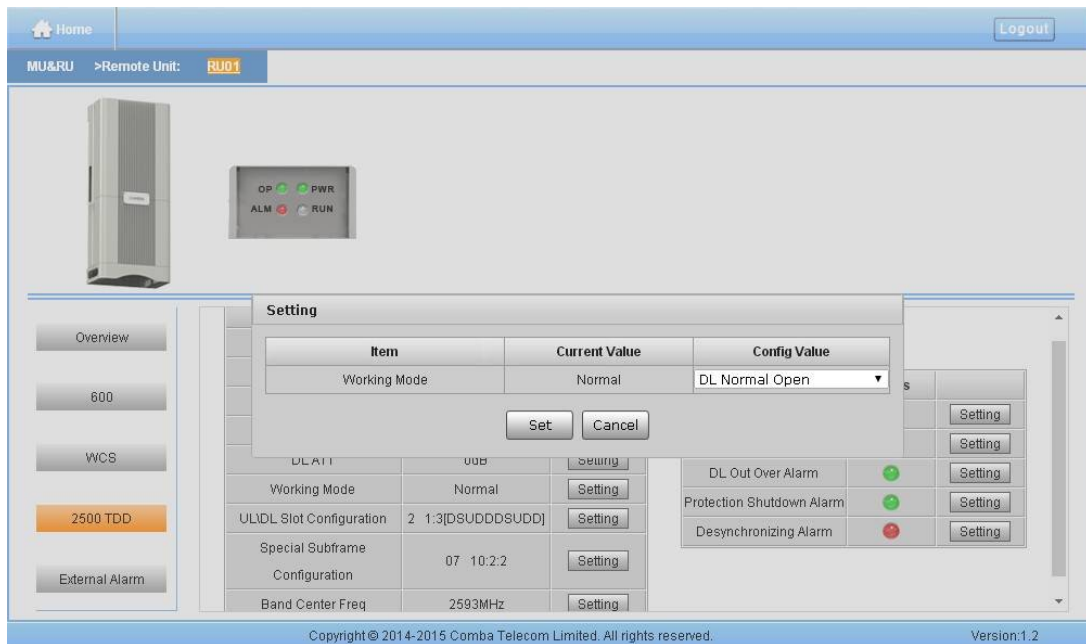 Home
Logout
MU&RU >Remote Unit: RU01
OP PWR
ALM RUN
Setting
Item Current Value Config Value
Working Mode Normal DL Normal Open
Set Cancel
Overview
600
WCS
2500 TDD
External Alarm
DL ATT 0dB Setting
Working Mode Normal Setting
UL\DL Slot Configuration 2 1:3[DSUDDDSUDD] Setting
Special Subframe Configuration 07 10:2:2 Setting
Band Center Freq 2593MHz Setting
s
Setting
Setting
DL Out Over Alarm Setting
Protection Shutdown Alarm Setting
Desynchronizing Alarm Setting
Copyright © 2014-2015 Comba Telecom Limited. All rights reserved.
Version:1.2